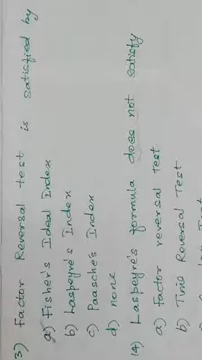 3) Factor Reversal test is satisfied by
a) Fisher's Ideal Index
b) Laspeyre's Index
c) Paasche's Index
d) none
14) Laspeyre's formula does not satisfy
a) Factor reversal test
b) Time Reversal Test